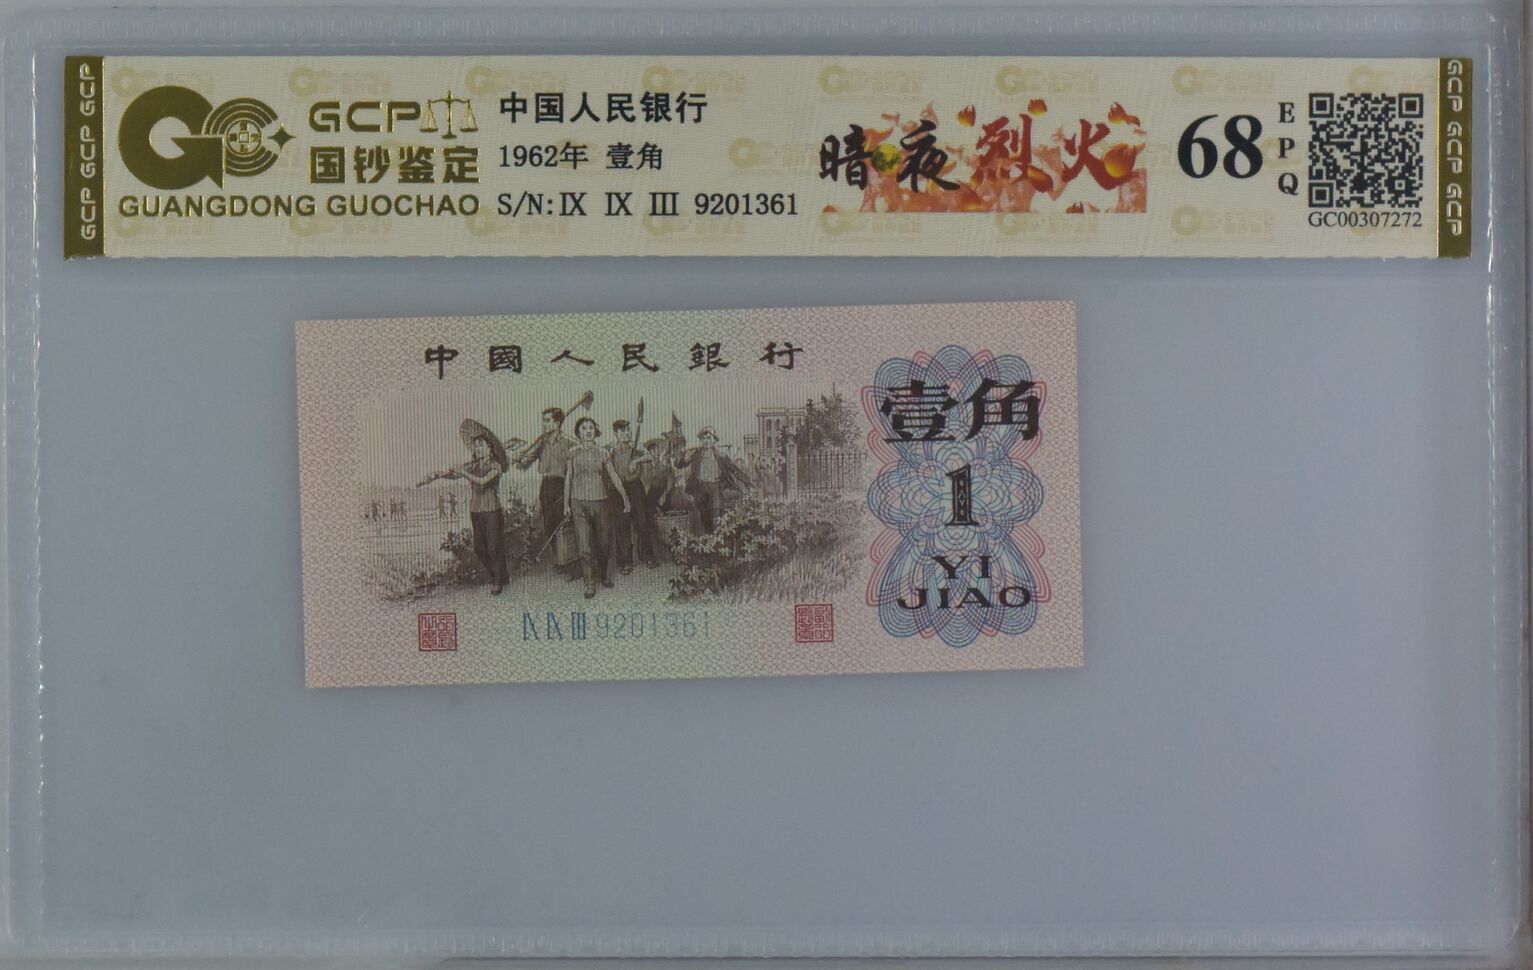 GCP GCP GCP
GCP
国钞鉴定
GUANGDONG GUOCHAO
中国人民银行
1962年 壹角
S/N: IX IX III 9201361
暗夜烈火
68
EPQ
GC00307272
GCP GCP GCP
中國人民銀行
壹角
1
YI
JIAO
IX IX III 9201361